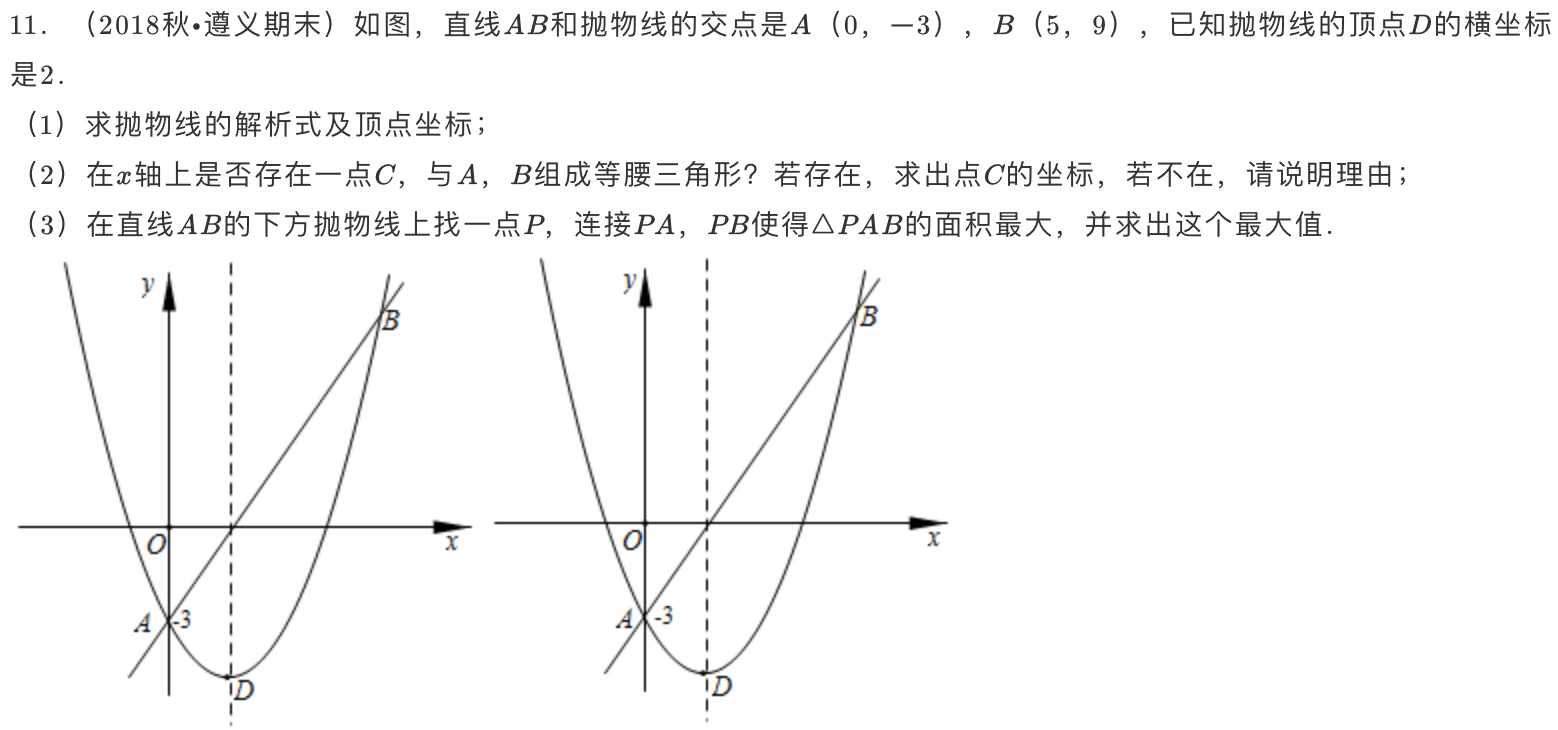 11. （2018秋•遵义期末）如图，直线AB和抛物线的交点是A（0，−3），B（5，9），已知抛物线的顶点D的横坐标
是2．
（1）求抛物线的解析式及顶点坐标；
（2）在x轴上是否存在一点C，与A，B组成等腰三角形？若存在，求出点C的坐标，若不在，请说明理由；
（3）在直线AB的下方抛物线上找一点P，连接PA，PB使得△PAB的面积最大，并求出这个最大值．
y
B
O
x
A
-3
D
y
B
O
x
A
-3
D